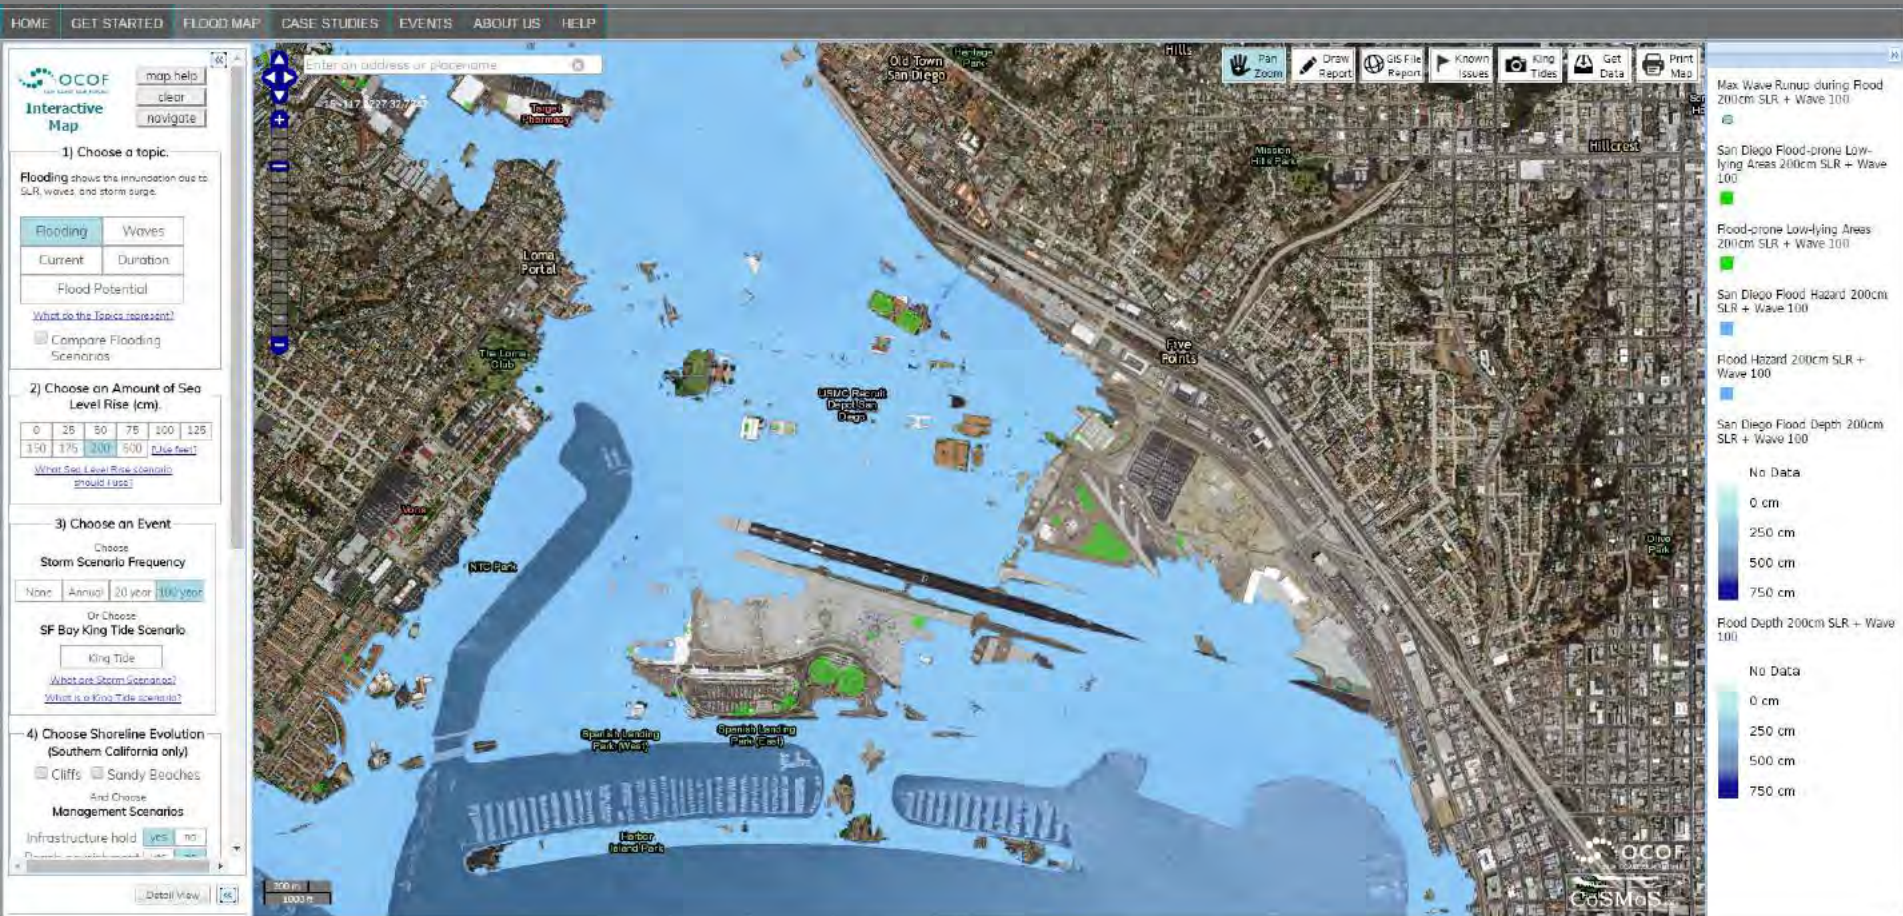 HOME GET STARTED FLOOD MAP CASE STUDIES EVENTS ABOUT US HELP
OCOF
Interactive
Map
map help
clear
navigate
1) Choose a topic.
Flooding shows the innundation due to
SLR, waves, and storm surge.
Flooding Waves
Current Duration
Flood Potential
What do the Topics represent?
Compare Flooding
Scenarios
2) Choose an Amount of Sea
Level Rise (cm).
0 25 50 75 100 125
150 175 200 500 [Use feet]
What Sea Level Rise scenario
should I use?
3) Choose an Event
Choose
Storm Scenario Frequency
None Annual 20 year 100 year
Or Choose
SF Bay King Tide Scenario
King Tide
What are Storm Scenarios?
What is a King Tide scenario?
4) Choose Shoreline Evolution
(Southern California only)
Cliffs Sandy Beaches
And Choose
Management Scenarios
Infrastructure hold yes no
Detail View
Enter an address or placename
Target
Pharmacy
Old Town
San Diego
Heritage
Park
Hills
Pan
Zoom
Draw
Report
GIS File
Report
Known
Issues
King
Tides
Get
Data
Print
Map
Mission
Hills Park
Hillcrest
Loma
Portal
The Loma
Club
USMC Recruit
Depot San
Diego
Five
Points
Vons
NTC Park
Olive
Park
Spanish Landing
Park (West)
Spanish Landing
Park (East)
Harbor
Island Park
200 m
1000 ft
OCOF
CoSMoS
Max Wave Runup during Flood
200cm SLR + Wave 100
San Diego Flood-prone Low-
lying Areas 200cm SLR + Wave
100
Flood-prone Low-lying Areas
200cm SLR + Wave 100
San Diego Flood Hazard 200cm
SLR + Wave 100
Flood Hazard 200cm SLR +
Wave 100
San Diego Flood Depth 200cm
SLR + Wave 100
No Data
0 cm
250 cm
500 cm
750 cm
Flood Depth 200cm SLR + Wave
100
No Data
0 cm
250 cm
500 cm
750 cm